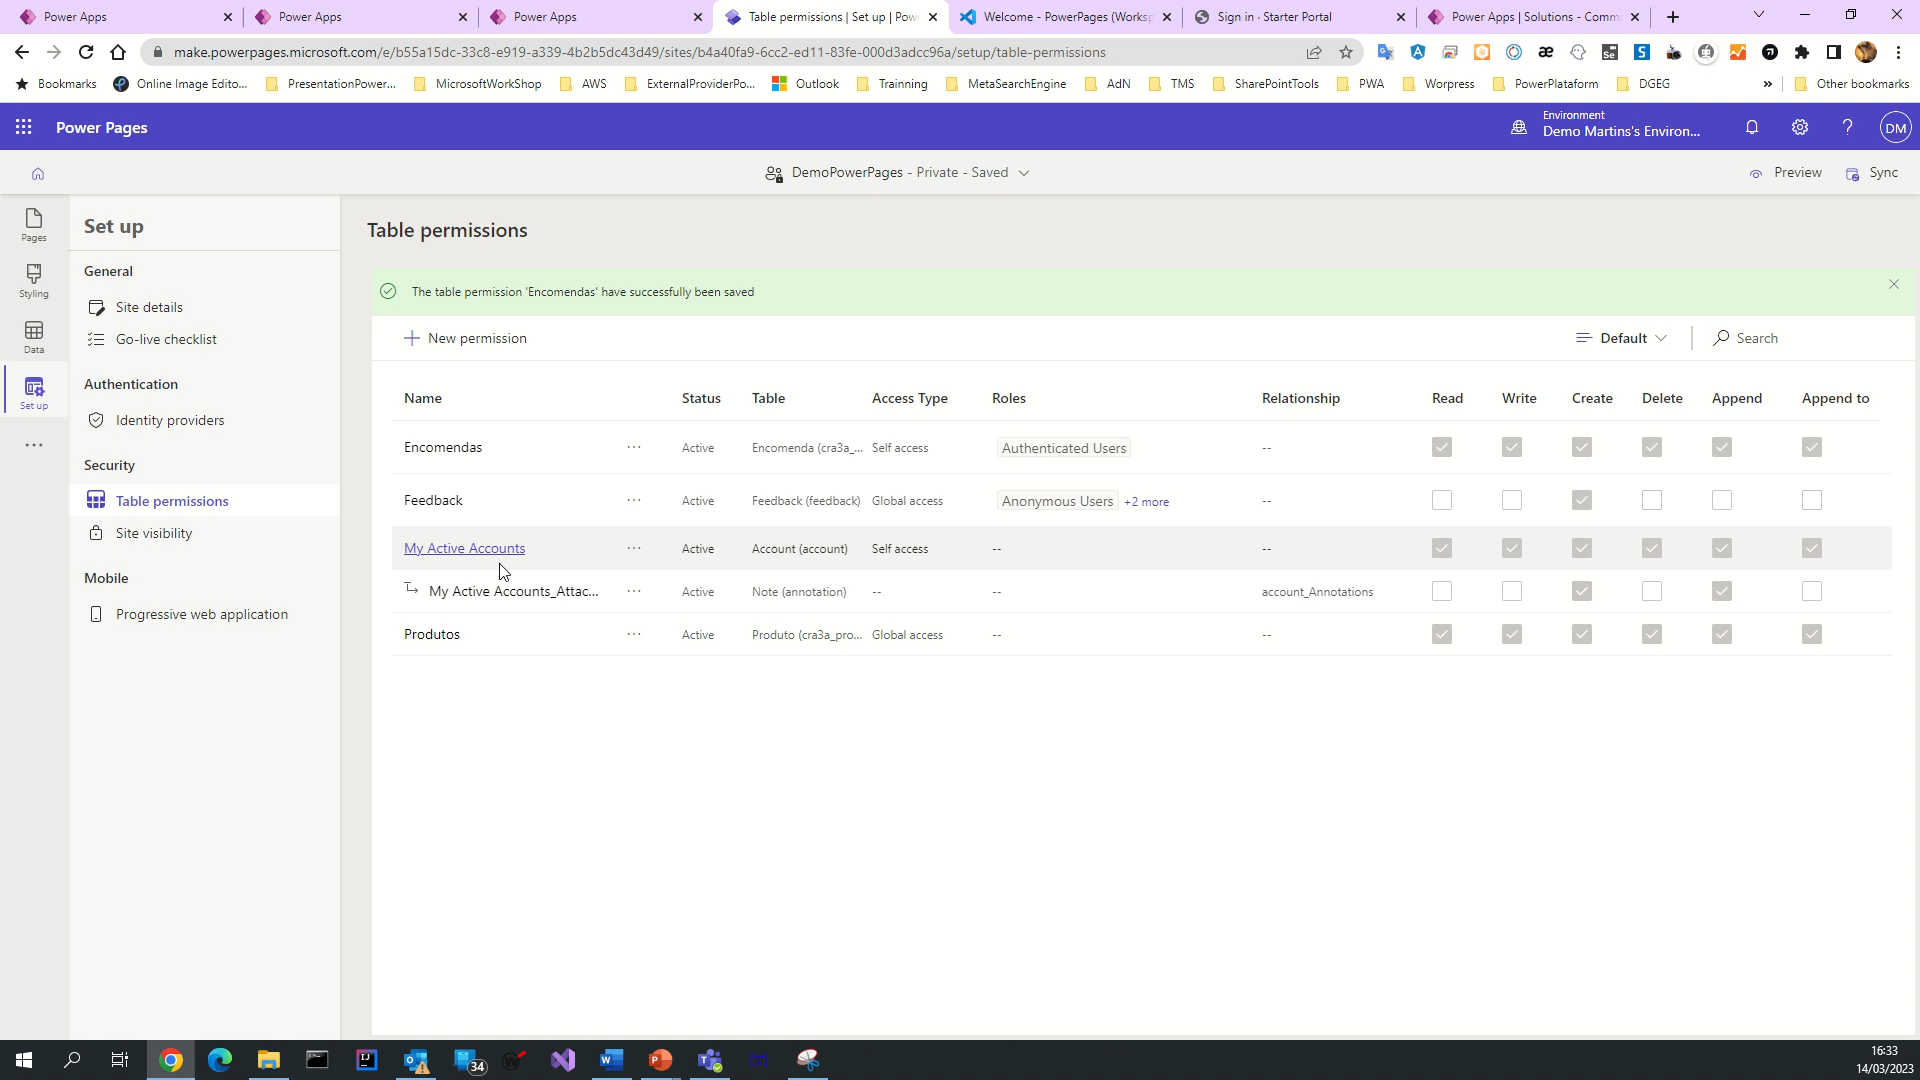 Power Apps
Power Apps
Power Apps
Table permissions | Set up | Pow
Welcome - PowerPages (Worksp
Sign in · Starter Portal
Power Apps | Solutions - Comm
make.powerpages.microsoft.com/e/b55a15dc-33c8-e919-a339-4b2b5dc43d49/sites/b4a40fa9-6cc2-ed11-83fe-000d3adcc96a/setup/table-permissions
Bookmarks
Online Image Edito...
PresentationPower...
MicrosoftWorkShop
AWS
ExternalProviderPo...
Outlook
Trainning
MetaSearchEngine
AdN
TMS
SharePointTools
PWA
Worpress
PowerPlataform
DGEG
»
Other bookmarks
Power Pages
Environment
Demo Martins's Environ...
DM
DemoPowerPages - Private - Saved
Preview
Sync
Pages
Styling
Data
Set up
Set up
General
Site details
Go-live checklist
Authentication
Identity providers
Security
Table permissions
Site visibility
Mobile
Progressive web application
Table permissions
The table permission 'Encomendas' have successfully been saved
New permission
Default
Search
Name Status Table Access Type Roles Relationship Read Write Create Delete Append Append to
Encomendas ... Active Encomenda (cra3a_... Self access Authenticated Users --
Feedback ... Active Feedback (feedback) Global access Anonymous Users +2 more --
My Active Accounts ... Active Account (account) Self access -- --
My Active Accounts_Attac... ... Active Note (annotation) -- -- account_Annotations
Produtos ... Active Produto (cra3a_pro... Global access -- --
34
16:33
14/03/2023